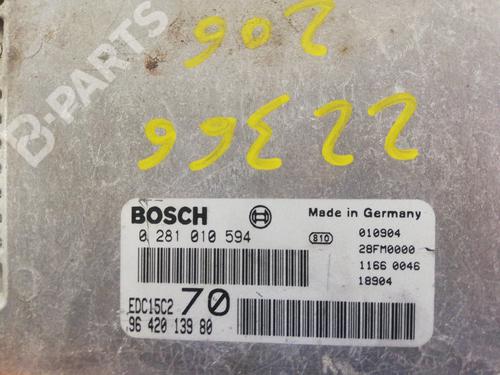 206
22366
B-PARTS
BOSCH
Made in Germany
0 281 010 594
810
010904
28FM0000
1166 0046
18904
EDC15C2 70
96 420 139 80